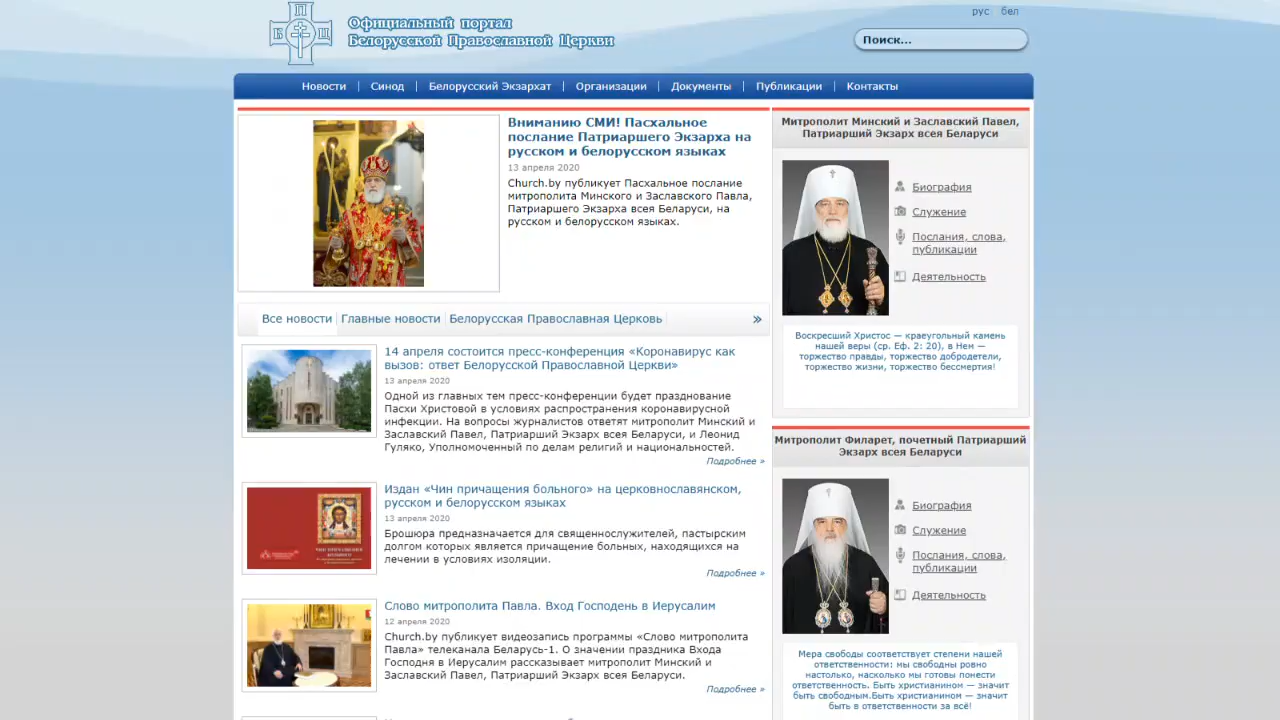 рус бел
Официальный портал
Белорусской Православной Церкви
Поиск...
Новости | Синод | Белорусский Экзархат | Организации | Документы | Публикации | Контакты
Вниманию СМИ! Пасхальное
послание Патриаршего Экзарха на
русском и белорусском языках
13 апреля 2020
Church.by публикует Пасхальное послание
митрополита Минского и Заславского Павла,
Патриаршего Экзарха всея Беларуси, на
русском и белорусском языках.
Все новости Главные новости Белорусская Православная Церковь »
14 апреля состоится пресс-конференция «Коронавирус как
вызов: ответ Белорусской Православной Церкви»
13 апреля 2020
Одной из главных тем пресс-конференции будет празднование
Пасхи Христовой в условиях распространения коронавирусной
инфекции. На вопросы журналистов ответят митрополит Минский и
Заславский Павел, Патриарший Экзарх всея Беларуси, и Леонид
Гуляко, Уполномоченный по делам религий и национальностей.
Подробнее »
Издан «Чин причащения больного» на церковнославянском,
русском и белорусском языках
13 апреля 2020
Брошюра предназначается для священнослужителей, пастырским
долгом которых является причащение больных, находящихся на
лечении в условиях изоляции.
Подробнее »
Слово митрополита Павла. Вход Господень в Иерусалим
12 апреля 2020
Church.by публикует видеозапись программы «Слово митрополита
Павла» телеканала Беларусь-1. О значении праздника Входа
Господня в Иерусалим рассказывает митрополит Минский и
Заславский Павел, Патриарший Экзарх всея Беларуси.
Подробнее »
Митрополит Минский и Заславский Павел,
Патриарший Экзарх всея Беларуси
Биография
Служение
Послания, слова,
публикации
Деятельность
Воскресший Христос — краеугольный камень
нашей веры (ср. Еф. 2: 20), в Нем —
торжество правды, торжество добродетели,
торжество жизни, торжество бессмертия!
Митрополит Филарет, почетный Патриарший
Экзарх всея Беларуси
Биография
Служение
Послания, слова,
публикации
Деятельность
Мера свободы соответствует степени нашей
ответственности: мы свободны ровно
настолько, насколько мы готовы понести
ответственность. Быть христианином — значит
быть свободным.Быть христианином — значит
быть в ответственности за всё!